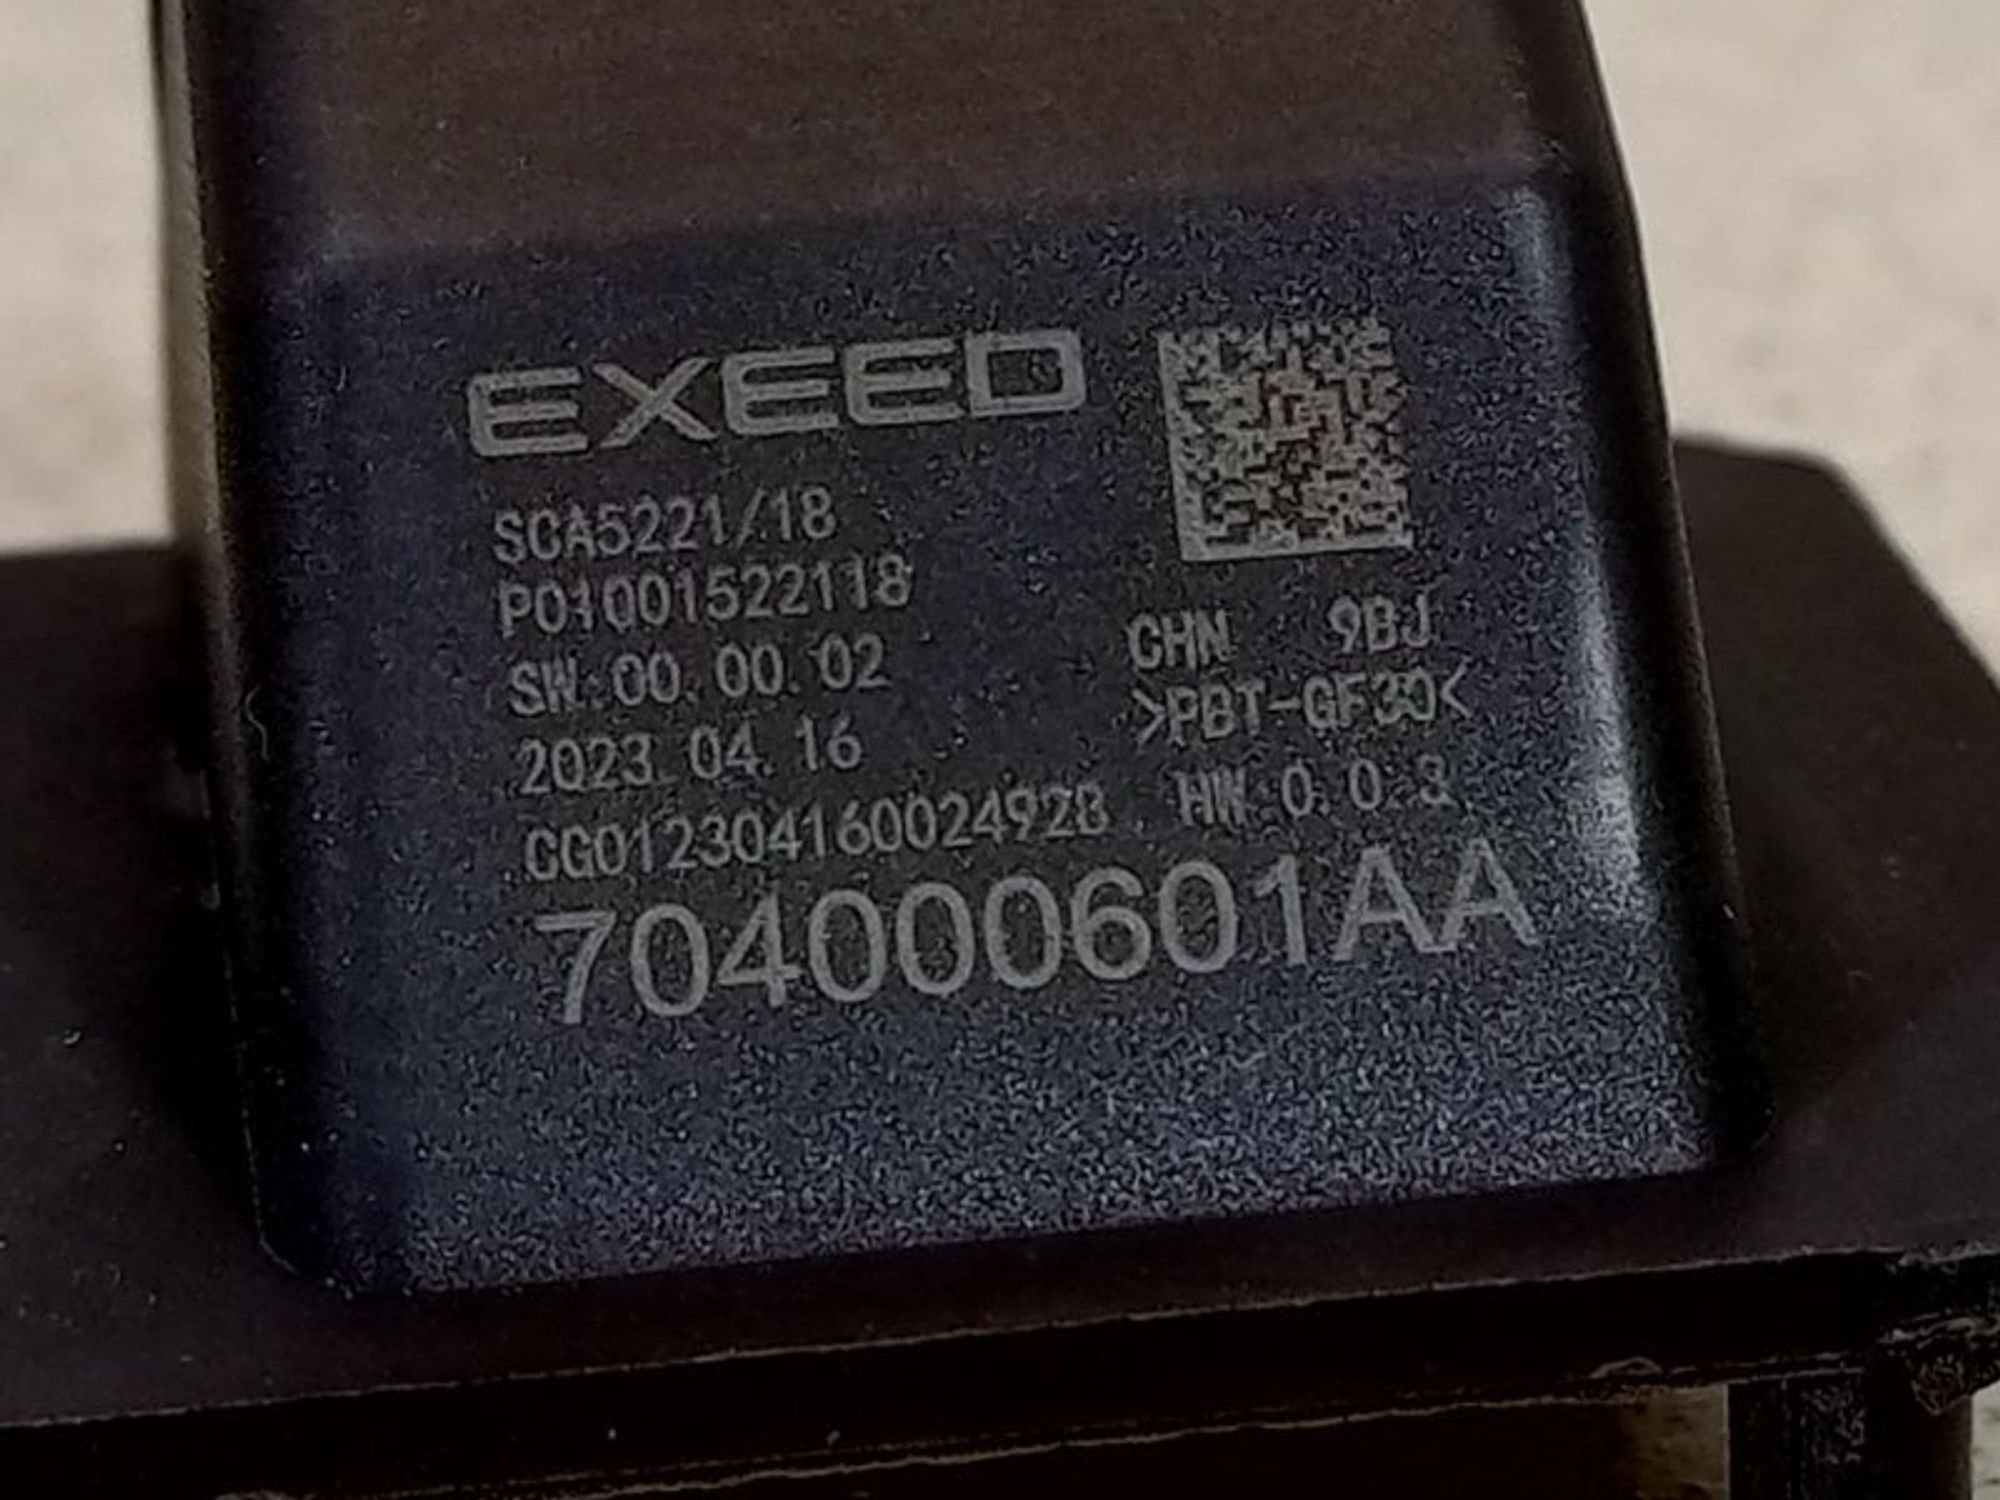 EXEED
SCA5221/18
P01001522118
SW:00.00.02
2023.04.16
CG012304160024928
CHN 9BJ
>PBT-GF30<
HW:0.0.3
704000601AA